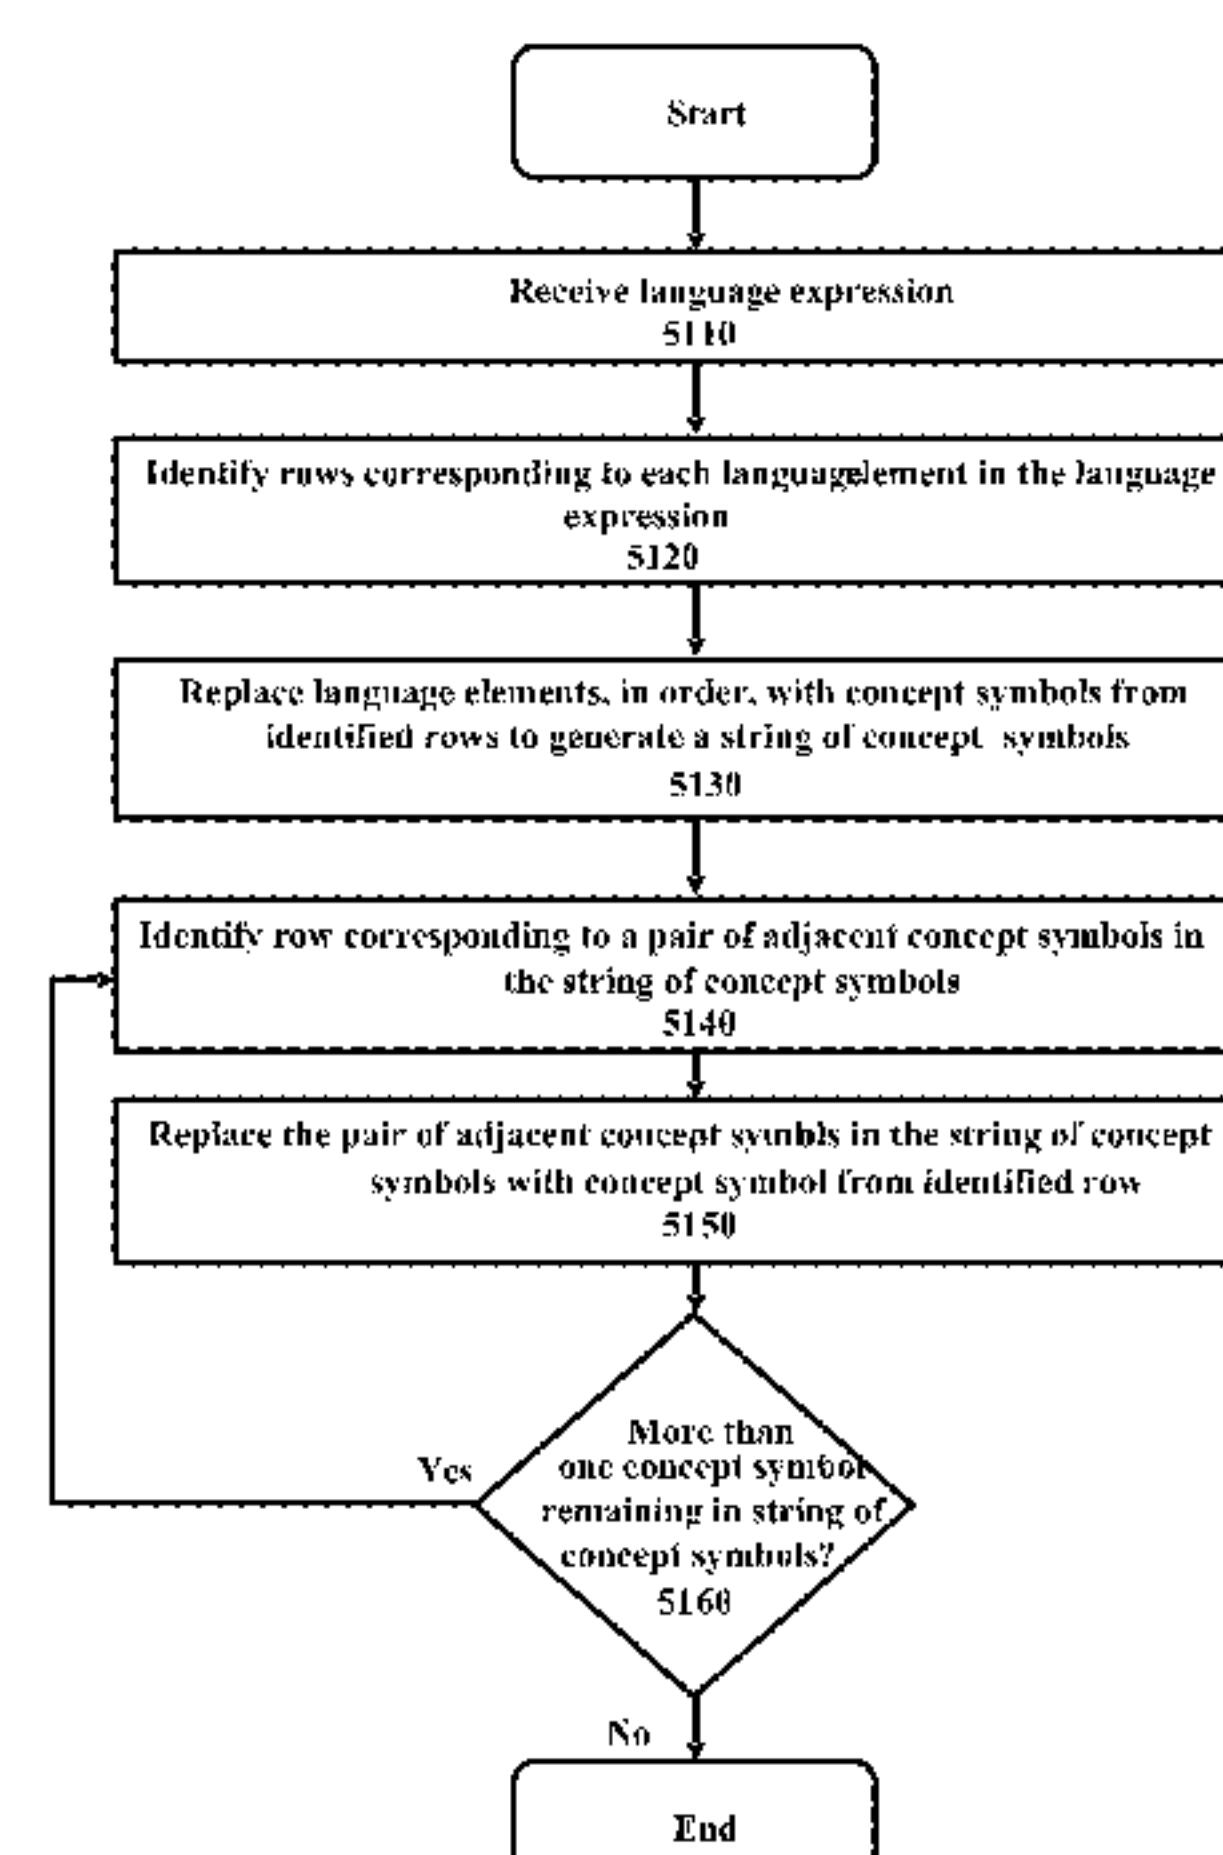 Start
Receive language expression
5110
Identify rows corresponding to each languagelement in the language
expression
5120
Replace language elements, in order, with concept symbols from
identified rows to generate a string of concept symbols
5130
Identify row corresponding to a pair of adjacent concept symbols in
the string of concept symbols
5140
Replace the pair of adjacent concept symbls in the string of concept
symbols with concept symbol from identified row
5150
More than
one concept symbol
remaining in string of
concept symbols?
5160
Yes
No
End